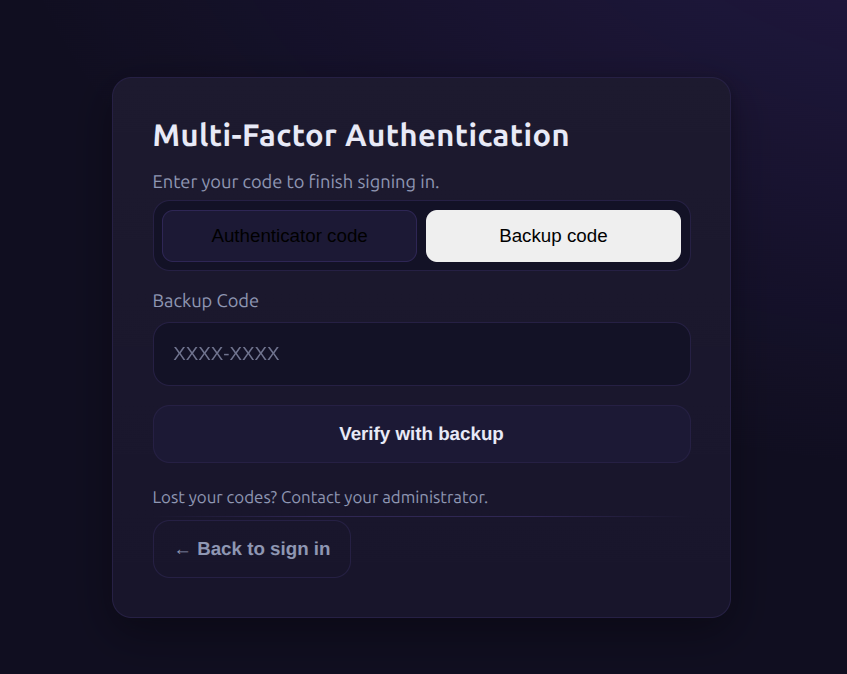 Multi-Factor Authentication
Enter your code to finish signing in.
Authenticator code
Backup code
Backup Code
XXXX-XXXX
Verify with backup
Lost your codes? Contact your administrator.
← Back to sign in